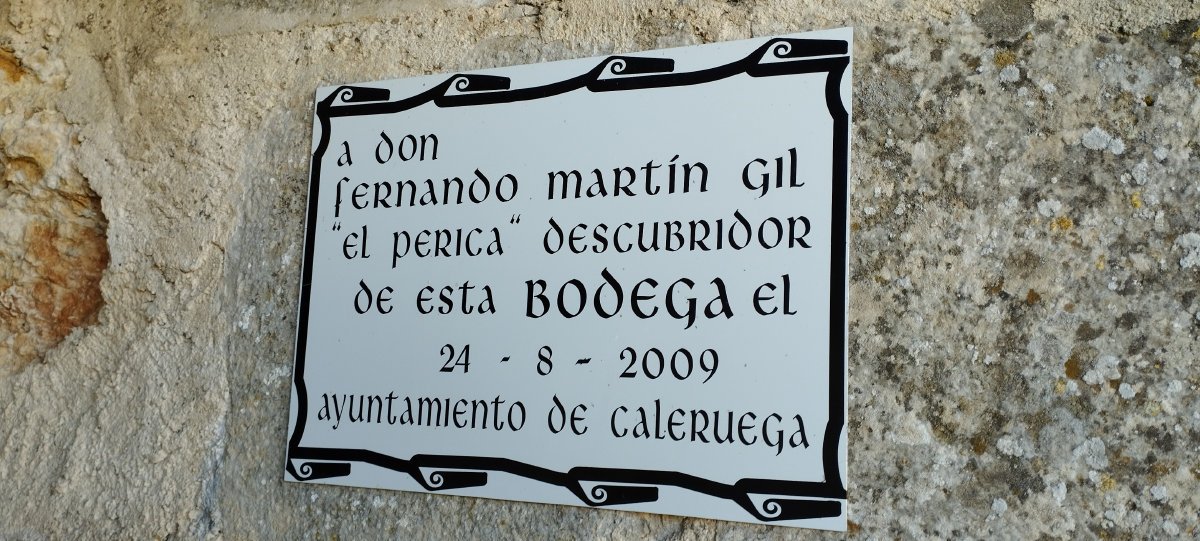 a don
fernando martín gil
"el perica" descubridor
de esta BODEGA el
24 - 8 - 2009
ayuntamiento de caleruega